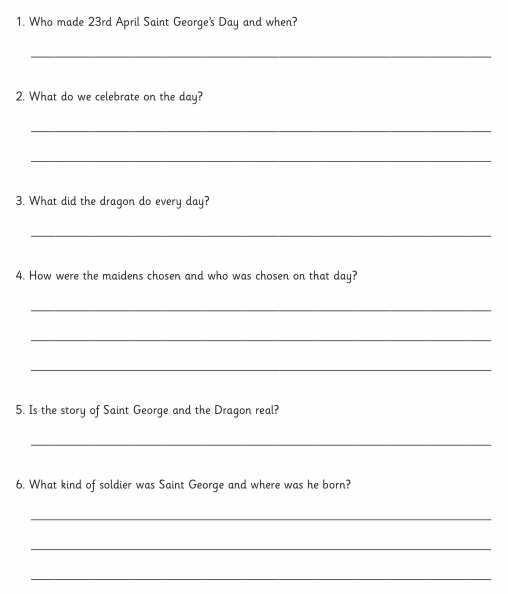 1. Who made 23rd April Saint George's Day and when?
2. What do we celebrate on the day?
3. What did the dragon do every day?
4. How were the maidens chosen and who was chosen on that day?
5. Is the story of Saint George and the Dragon real?
6. What kind of soldier was Saint George and where was he born?